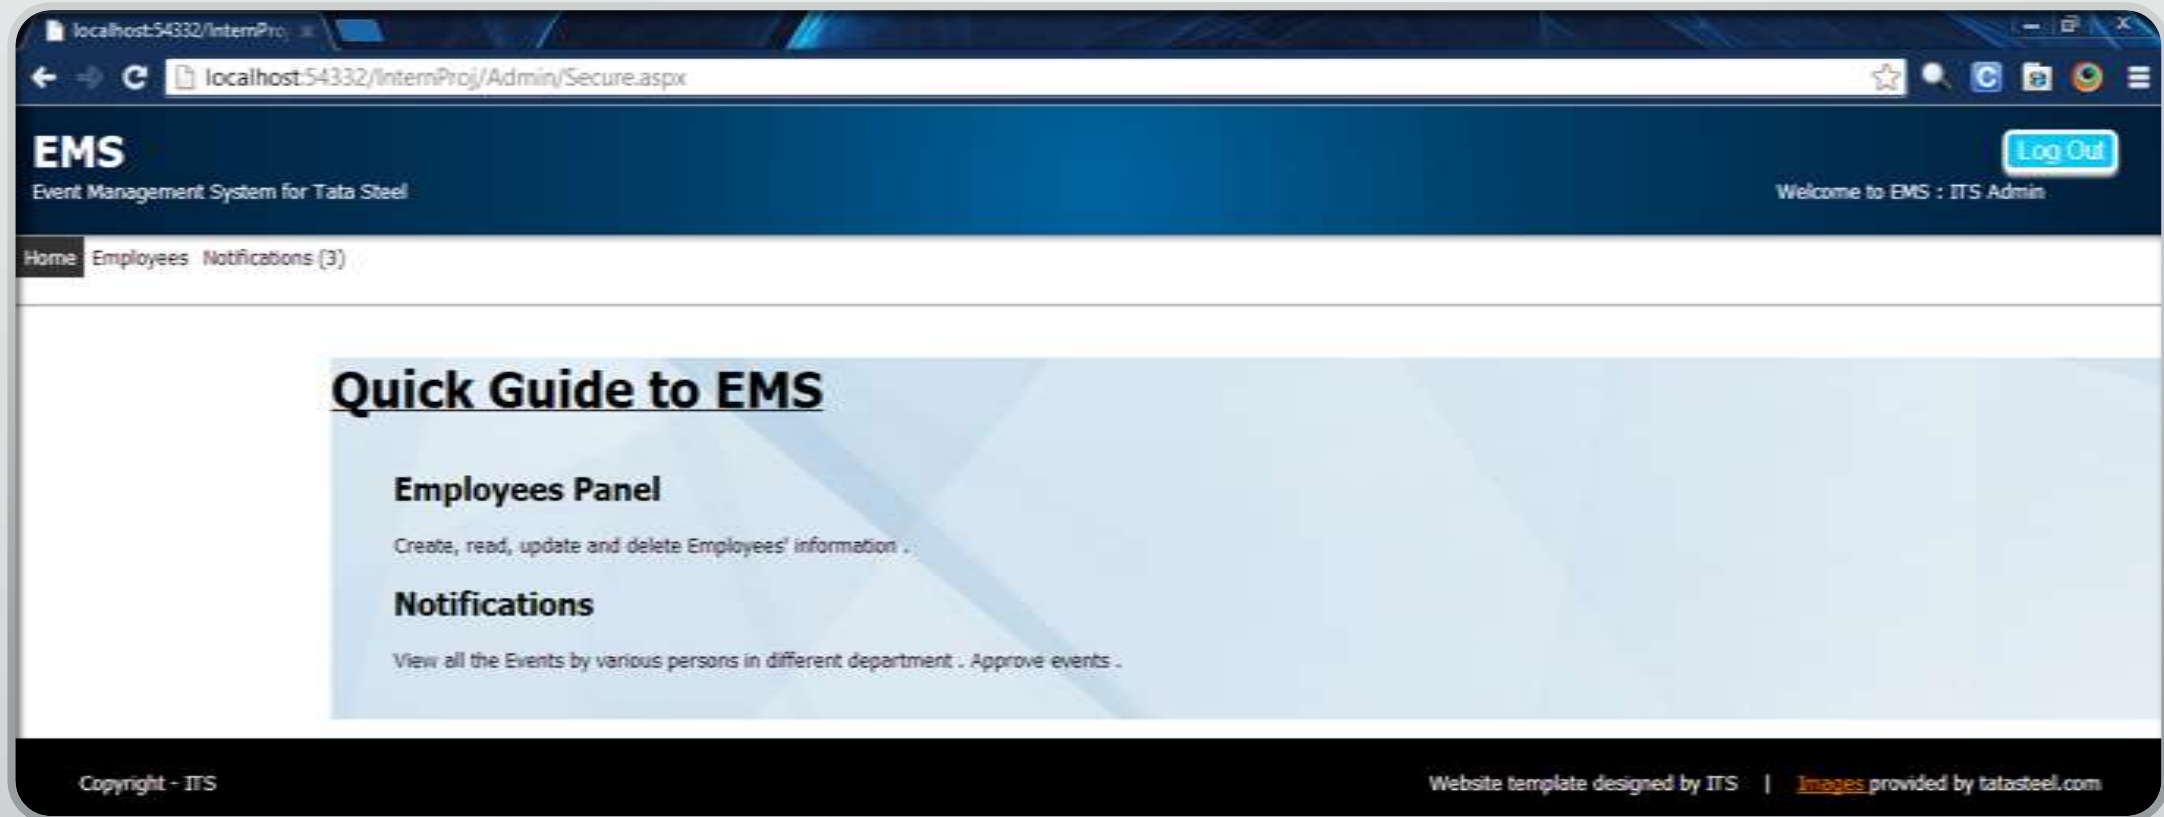 localhost:54332/InternPro
localhost:54332/InternProj/Admin/Secure.aspx
EMS
Log Out
Event Management System for Tata Steel
Welcome to EMS : ITS Admin
Home Employees Notifications (3)
Quick Guide to EMS
Employees Panel
Create, read, update and delete Employees' information .
Notifications
View all the Events by various persons in different department . Approve events .
Copyright - ITS
Website template designed by ITS | Images provided by tatasteel.com